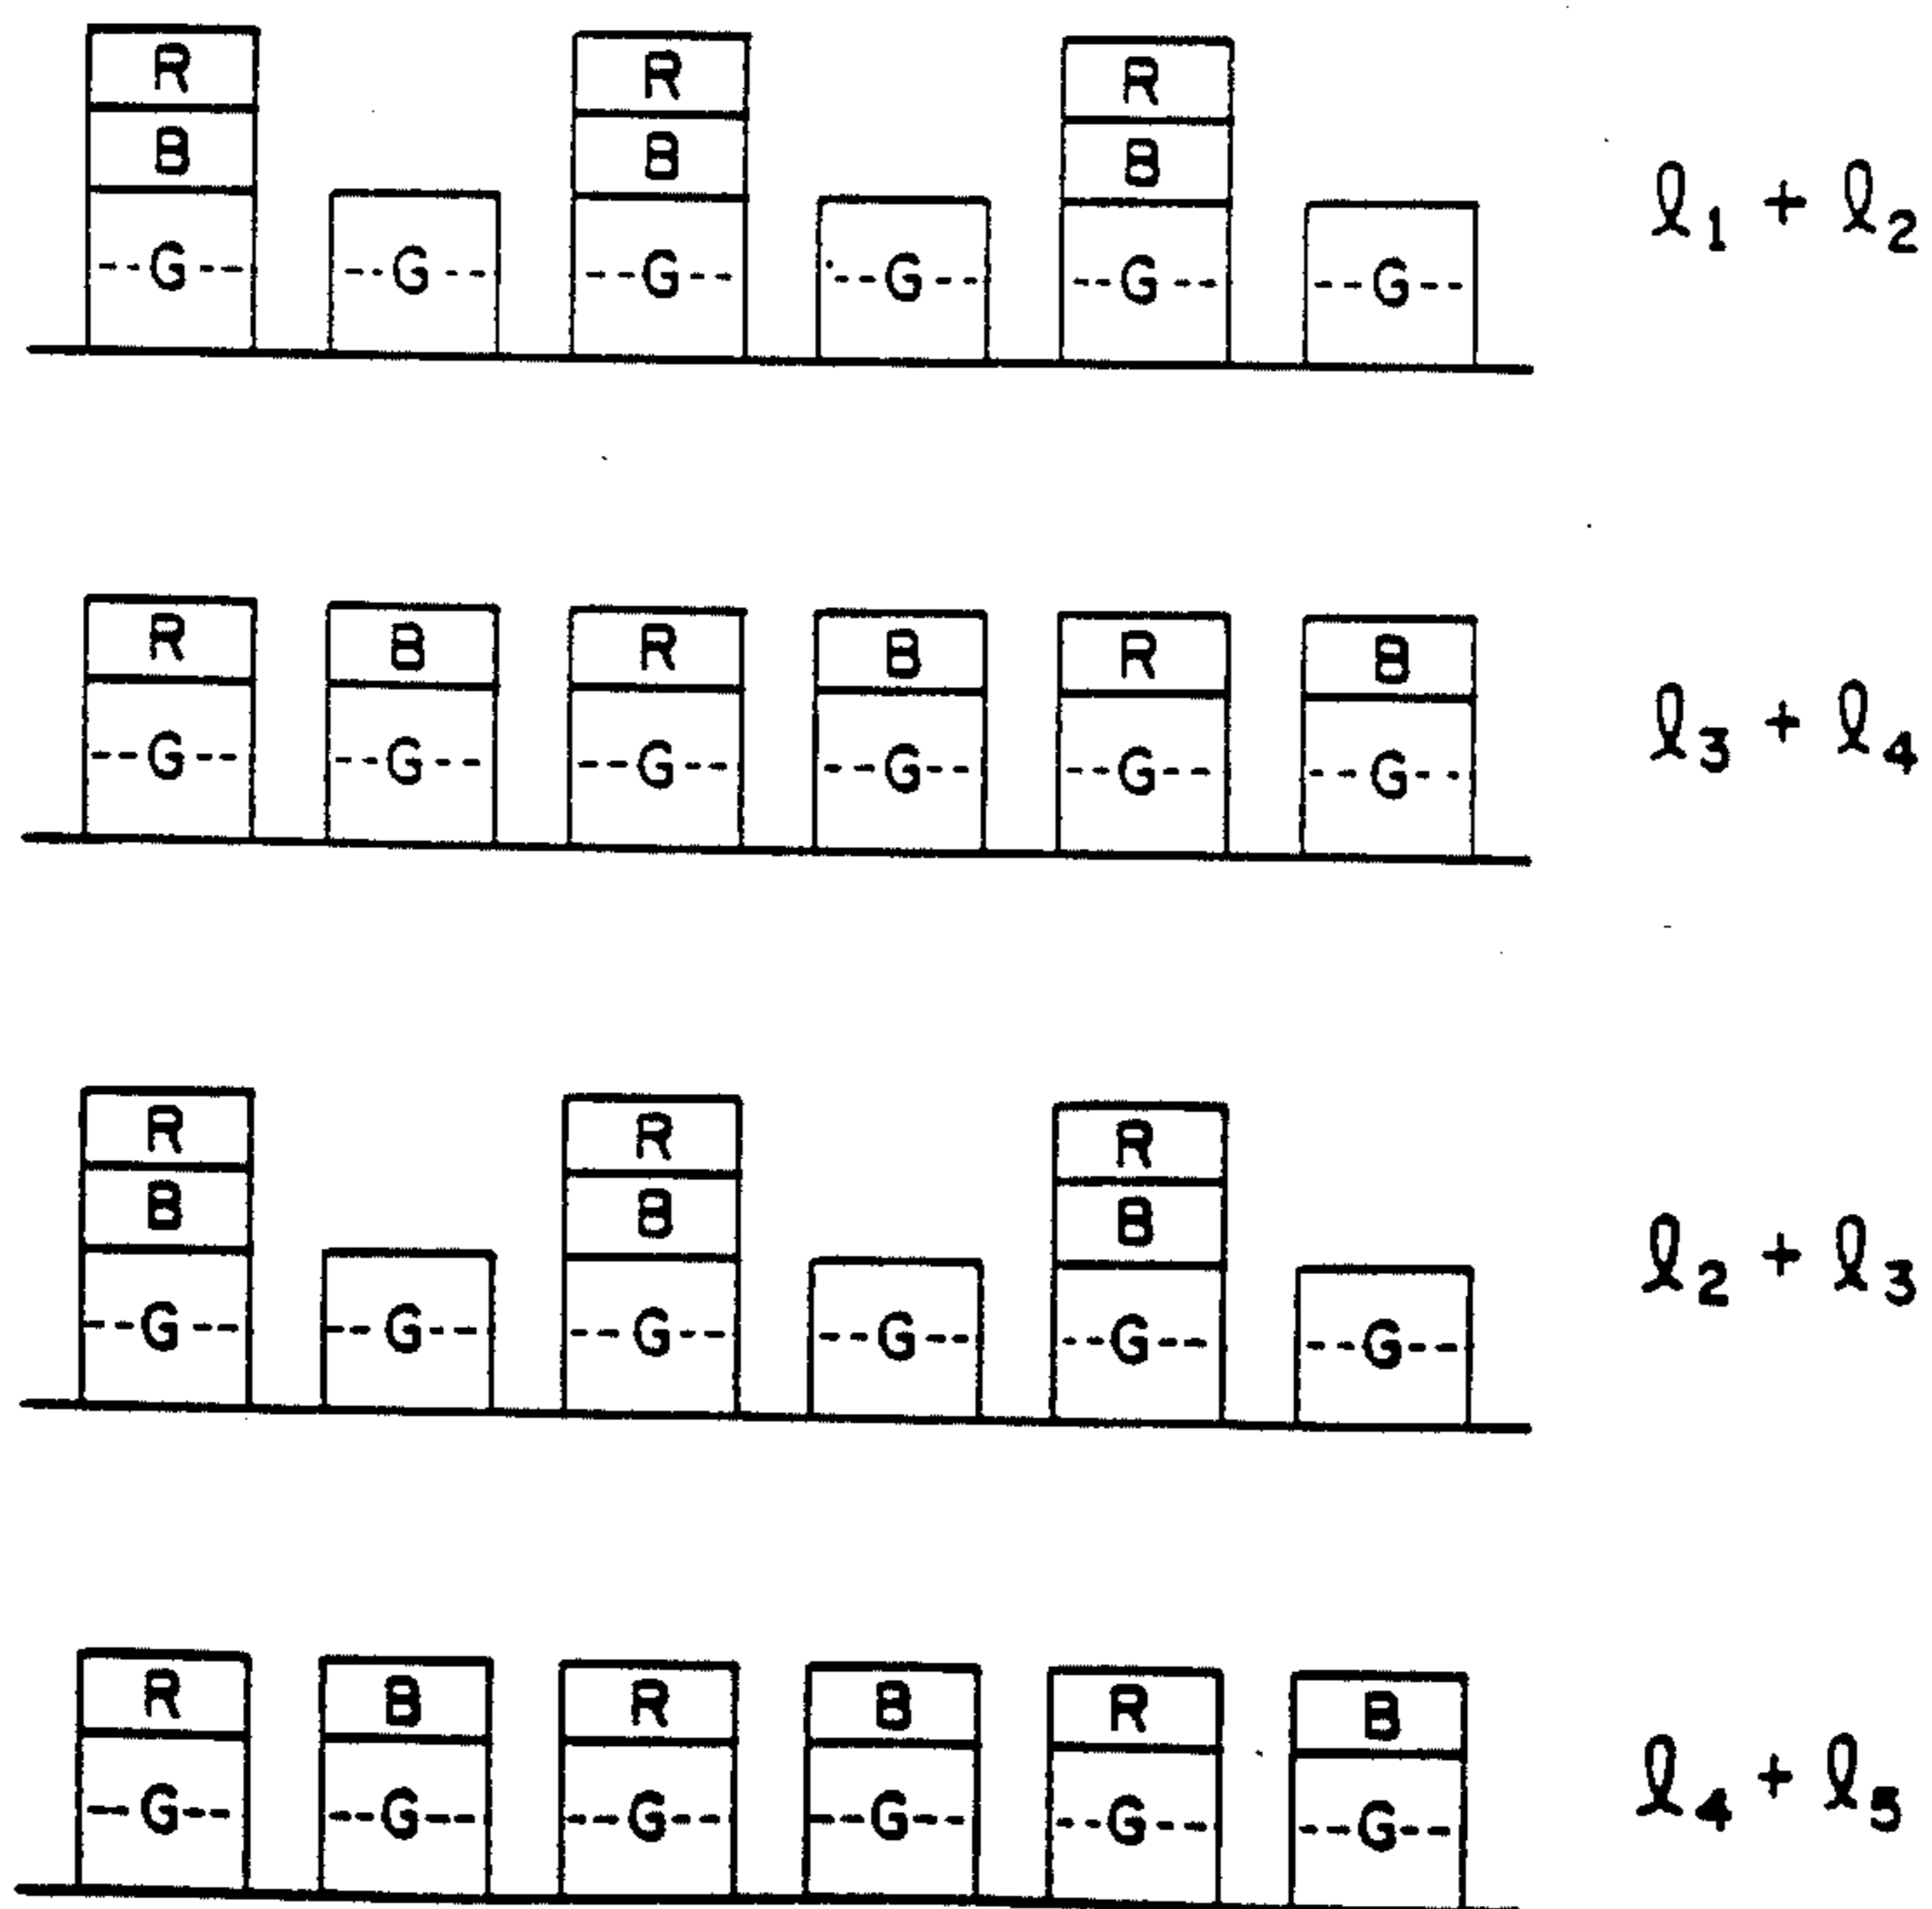 R R R
B B B
--G-- --G-- --G-- --G-- --G-- --G-- ℓ1 + ℓ2
R B R B R B
--G-- --G-- --G-- --G-- --G-- --G-- ℓ3 + ℓ4
R R R
B B B
--G-- --G-- --G-- --G-- --G-- --G-- ℓ2 + ℓ3
R B R B R B
--G-- --G-- --G-- --G-- --G-- --G-- ℓ4 + ℓ5